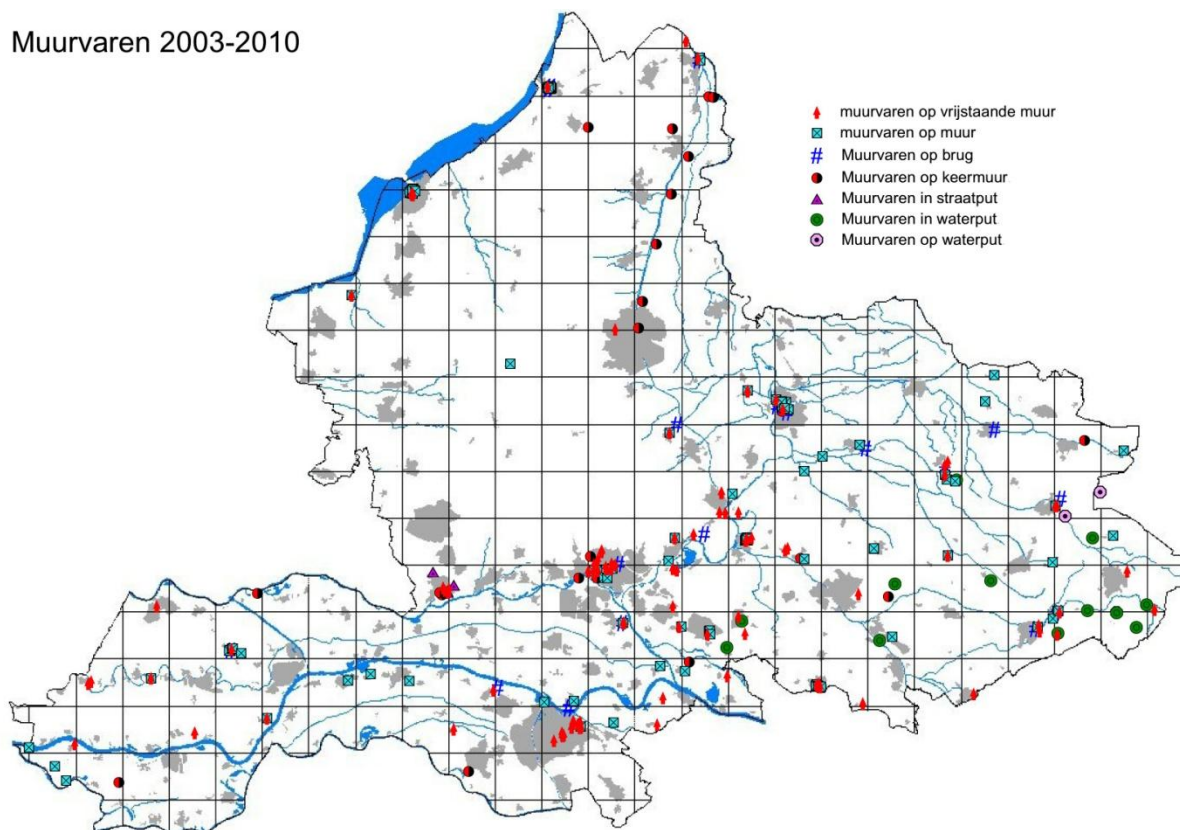 Muurvaren 2003-2010
muurvaren op vrijstaande muur
muurvaren op muur
Muurvaren op brug
Muurvaren op keermuur
Muurvaren in straatput
Muurvaren in waterput
Muurvaren op waterput